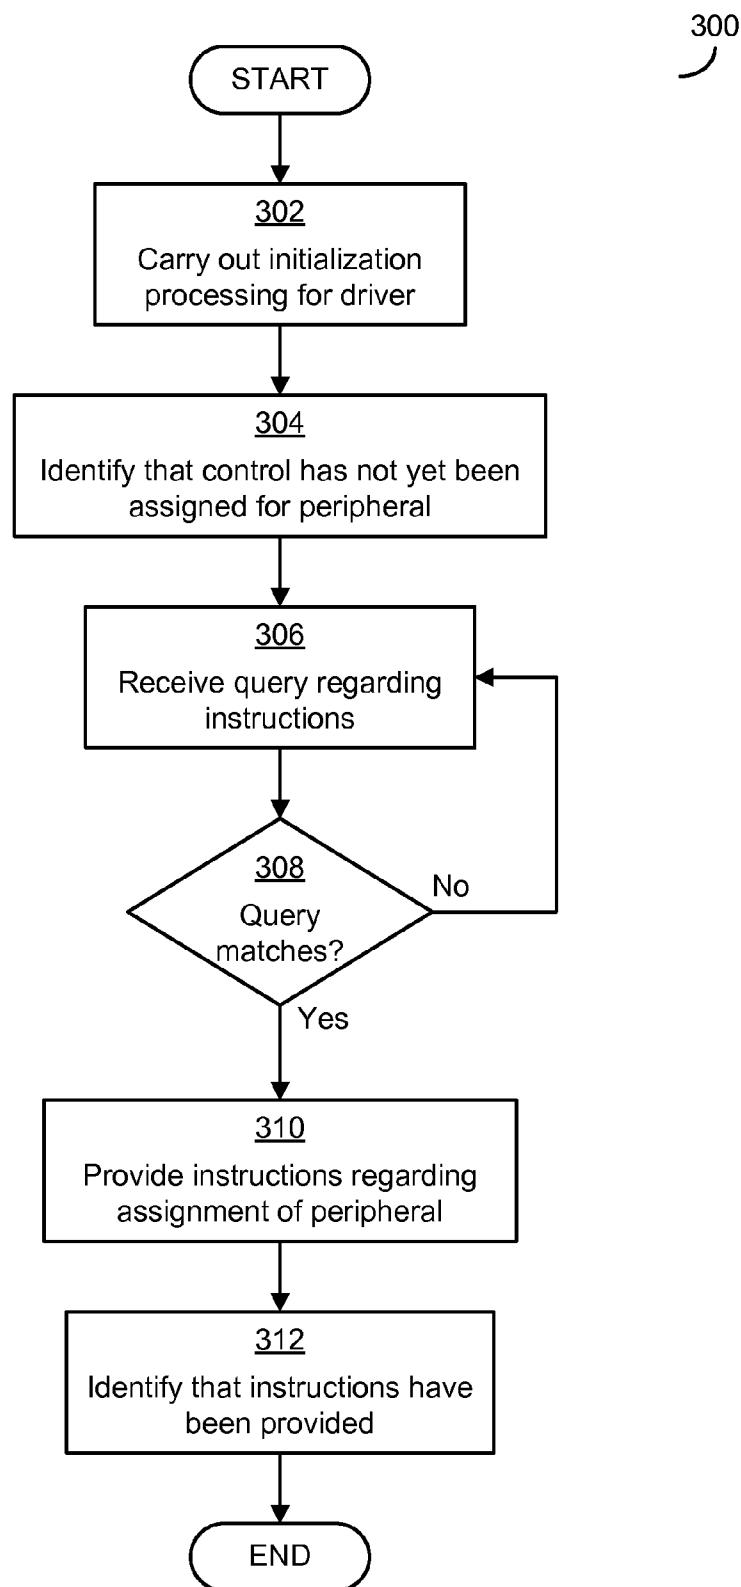 300
START
302
Carry out initialization
processing for driver
304
Identify that control has not yet been
assigned for peripheral
306
Receive query regarding
instructions
308
Query
matches?
No
Yes
310
Provide instructions regarding
assignment of peripheral
312
Identify that instructions have
been provided
END